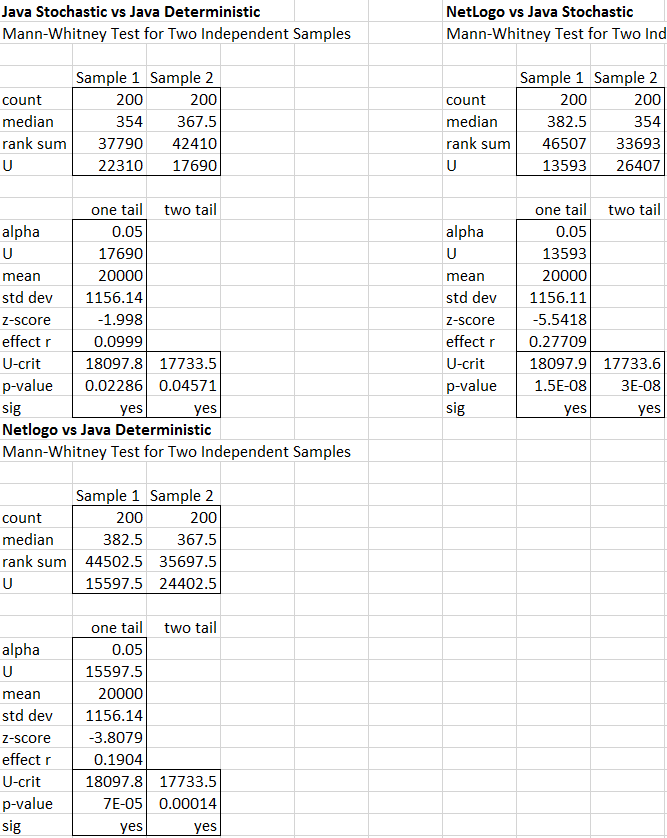 Java Stochastic vs Java Deterministic
Mann-Whitney Test for Two Independent Samples
Sample 1 Sample 2
count 200 200
median 354 367.5
rank sum 37790 42410
U 22310 17690
one tail two tail
alpha 0.05
U 17690
mean 20000
std dev 1156.14
z-score -1.998
effect r 0.0999
U-crit 18097.8 17733.5
p-value 0.02286 0.04571
sig yes yes
NetLogo vs Java Stochastic
Mann-Whitney Test for Two Ind
Sample 1 Sample 2
count 200 200
median 382.5 354
rank sum 46507 33693
U 13593 26407
one tail two tail
alpha 0.05
U 13593
mean 20000
std dev 1156.11
z-score -5.5418
effect r 0.27709
U-crit 18097.9 17733.6
p-value 1.5E-08 3E-08
sig yes yes
Netlogo vs Java Deterministic
Mann-Whitney Test for Two Independent Samples
Sample 1 Sample 2
count 200 200
median 382.5 367.5
rank sum 44502.5 35697.5
U 15597.5 24402.5
one tail two tail
alpha 0.05
U 15597.5
mean 20000
std dev 1156.14
z-score -3.8079
effect r 0.1904
U-crit 18097.8 17733.5
p-value 7E-05 0.00014
sig yes yes